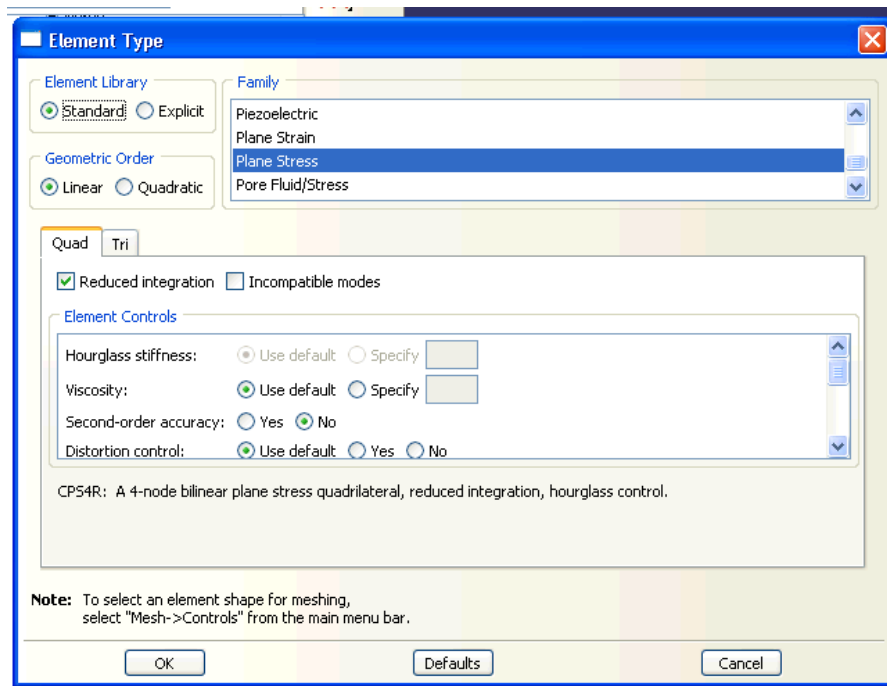 Element Type
Element Library
Standard Explicit
Geometric Order
Linear Quadratic
Family
Piezoelectric
Plane Strain
Plane Stress
Pore Fluid/Stress
Quad Tri
Reduced integration Incompatible modes
Element Controls
Hourglass stiffness: Use default Specify
Viscosity: Use default Specify
Second-order accuracy: Yes No
Distortion control: Use default Yes No
CPS4R: A 4-node bilinear plane stress quadrilateral, reduced integration, hourglass control.
Note: To select an element shape for meshing,
select "Mesh->Controls" from the main menu bar.
OK Defaults Cancel